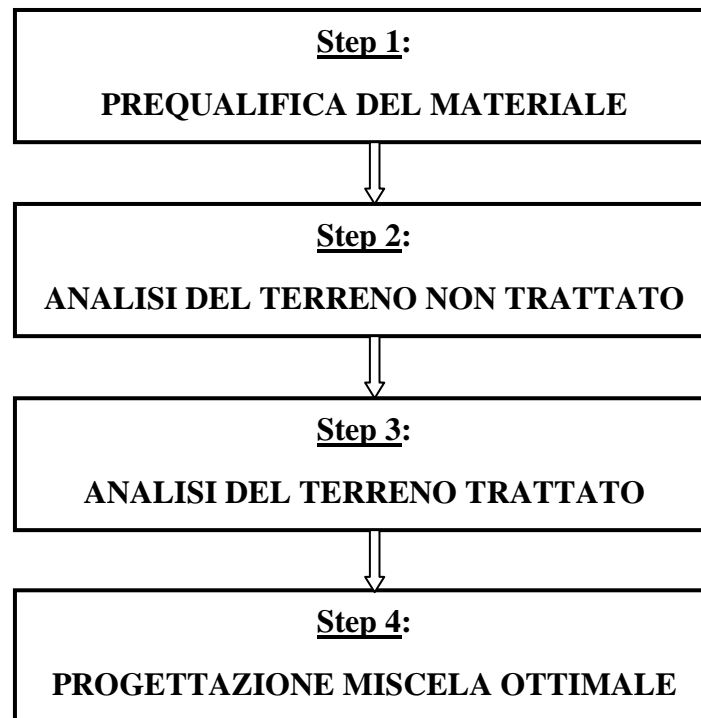 Step 1:
PREQUALIFICA DEL MATERIALE
Step 2:
ANALISI DEL TERRENO NON TRATTATO
Step 3:
ANALISI DEL TERRENO TRATTATO
Step 4:
PROGETTAZIONE MISCELA OTTIMALE